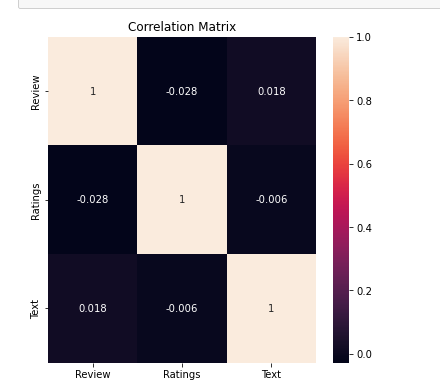 Correlation Matrix
1.0
Review
1
-0.028
0.018
0.8
0.6
Ratings
-0.028
1
-0.006
0.4
0.2
Text
0.018
-0.006
1
0.0
Review
Ratings
Text